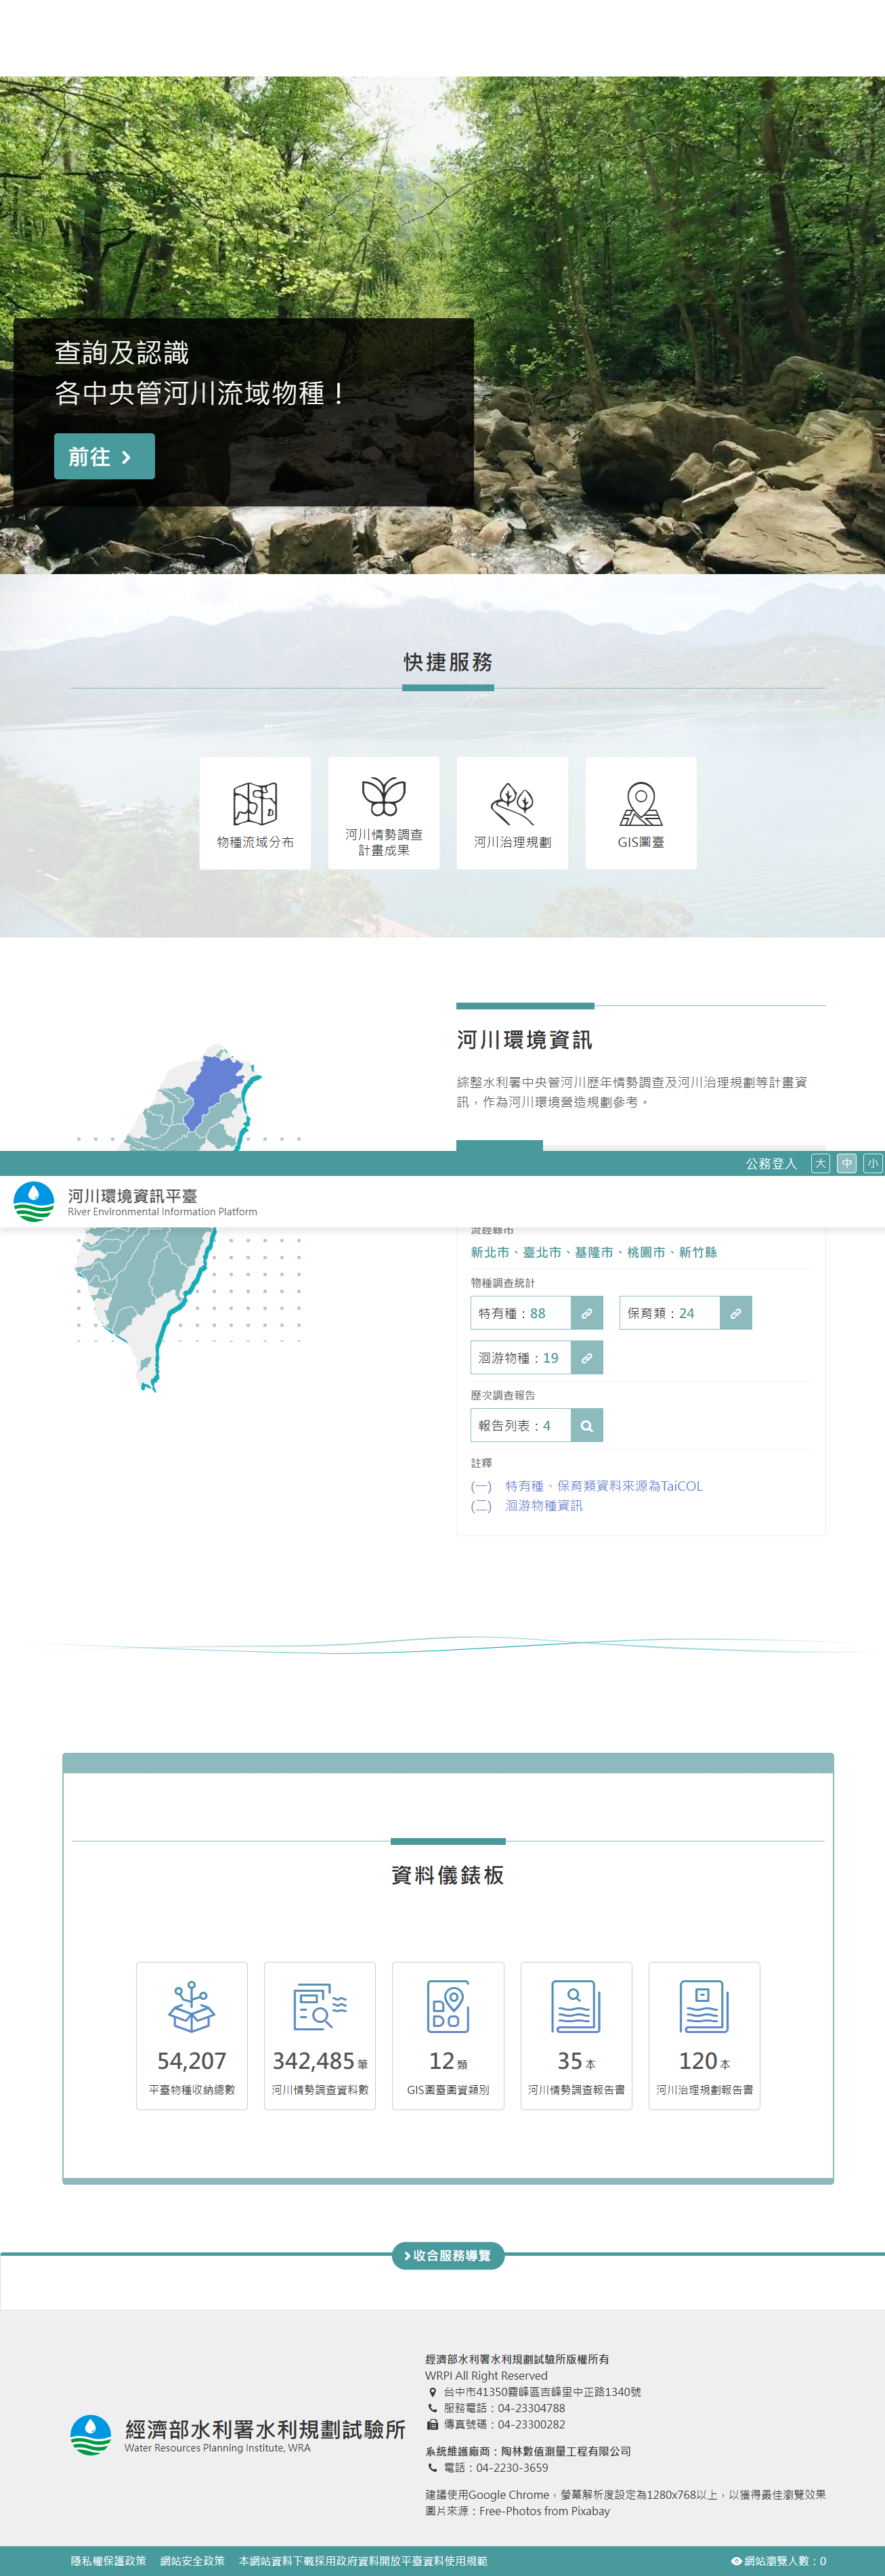 查詢及認識
各中央管河川流域物種！
前往
快捷服務
物種流域分布
河川情勢調查
計畫成果
河川治理規劃
GIS圖臺
河川環境資訊
綜整水利署中央管河川歷年情勢調查及河川治理規劃等計畫資
訊，作為河川環境營造規劃參考。
公務登入 大 中 小
河川環境資訊平臺
River Environmental Information Platform
流經縣市
新北市、臺北市、基隆市、桃園市、新竹縣
物種調查統計
特有種：88
保育類：24
洄游物種：19
歷次調查報告
報告列表：4
註釋
(一) 特有種、保育類資料來源為TaiCOL
(二) 洄游物種資訊
資料儀錶板
54,207
平臺物種收納總數
342,485 筆
河川情勢調查資料數
12 類
GIS圖臺圖資類別
35 本
河川情勢調查報告書
120 本
河川治理規劃報告書
收合服務導覽
經濟部水利署水利規劃試驗所
Water Resources Planning Institute, WRA
經濟部水利署水利規劃試驗所版權所有
WRPI All Right Reserved
台中市41350霧峰區吉峰里中正路1340號
服務電話：04-23304788
傳真號碼：04-23300282
系統維護廠商：陶林數值測量工程有限公司
電話：04-2230-3659
建議使用Google Chrome，螢幕解析度設定為1280x768以上，以獲得最佳瀏覽效果
圖片來源：Free-Photos from Pixabay
隱私權保護政策 網站安全政策 本網站資料下載採用政府資料開放平臺資料使用規範
網站瀏覽人數：0